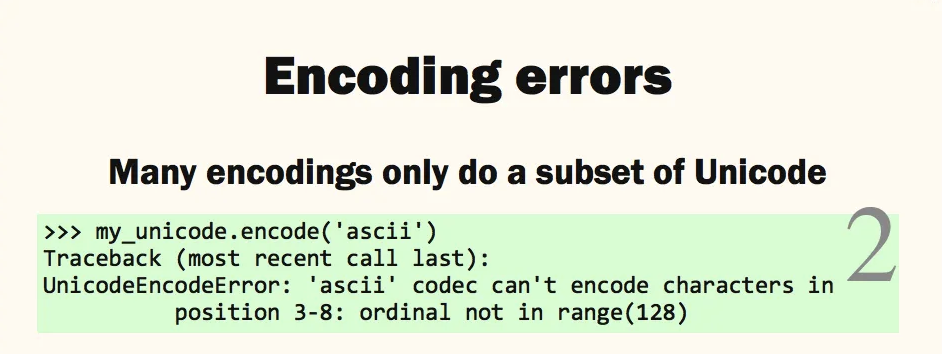 Encoding errors
Many encodings only do a subset of Unicode
2
>>> my_unicode.encode('ascii')
Traceback (most recent call last):
UnicodeEncodeError: 'ascii' codec can't encode characters in
position 3-8: ordinal not in range(128)